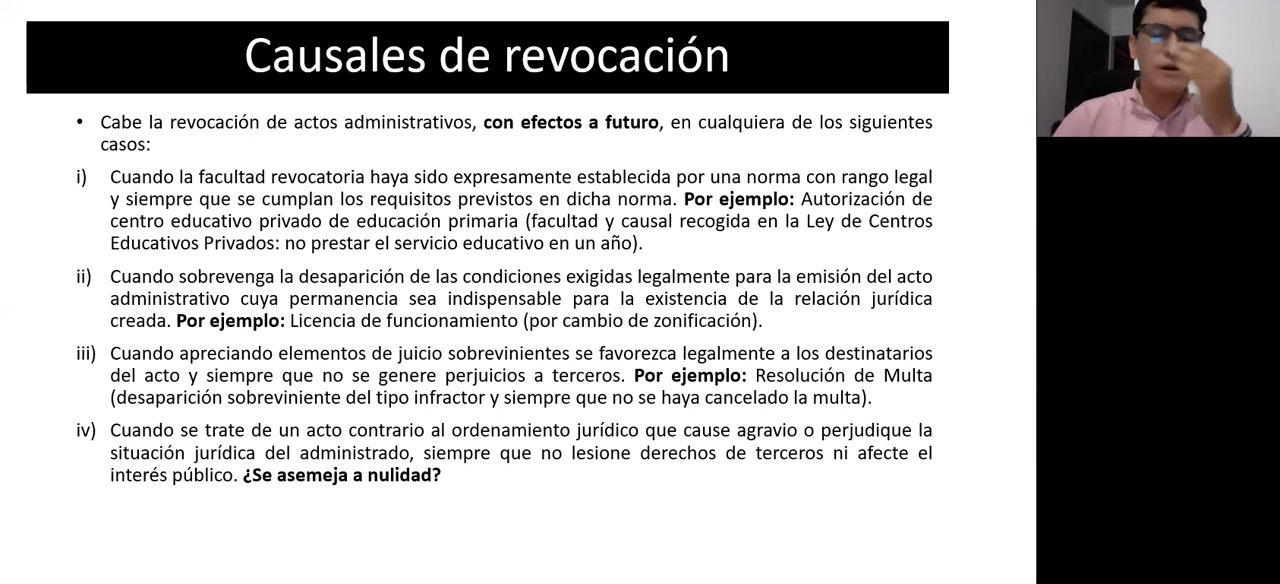 Causales de revocación
• Cabe la revocación de actos administrativos, con efectos a futuro, en cualquiera de los siguientes
casos:
i) Cuando la facultad revocatoria haya sido expresamente establecida por una norma con rango legal
y siempre que se cumplan los requisitos previstos en dicha norma. Por ejemplo: Autorización de
centro educativo privado de educación primaria (facultad y causal recogida en la Ley de Centros
Educativos Privados: no prestar el servicio educativo en un año).
ii) Cuando sobrevenga la desaparición de las condiciones exigidas legalmente para la emisión del acto
administrativo cuya permanencia sea indispensable para la existencia de la relación jurídica
creada. Por ejemplo: Licencia de funcionamiento (por cambio de zonificación).
iii) Cuando apreciando elementos de juicio sobrevinientes se favorezca legalmente a los destinatarios
del acto y siempre que no se genere perjuicios a terceros. Por ejemplo: Resolución de Multa
(desaparición sobreviniente del tipo infractor y siempre que no se haya cancelado la multa).
iv) Cuando se trate de un acto contrario al ordenamiento jurídico que cause agravio o perjudique la
situación jurídica del administrado, siempre que no lesione derechos de terceros ni afecte el
interés público. ¿Se asemeja a nulidad?